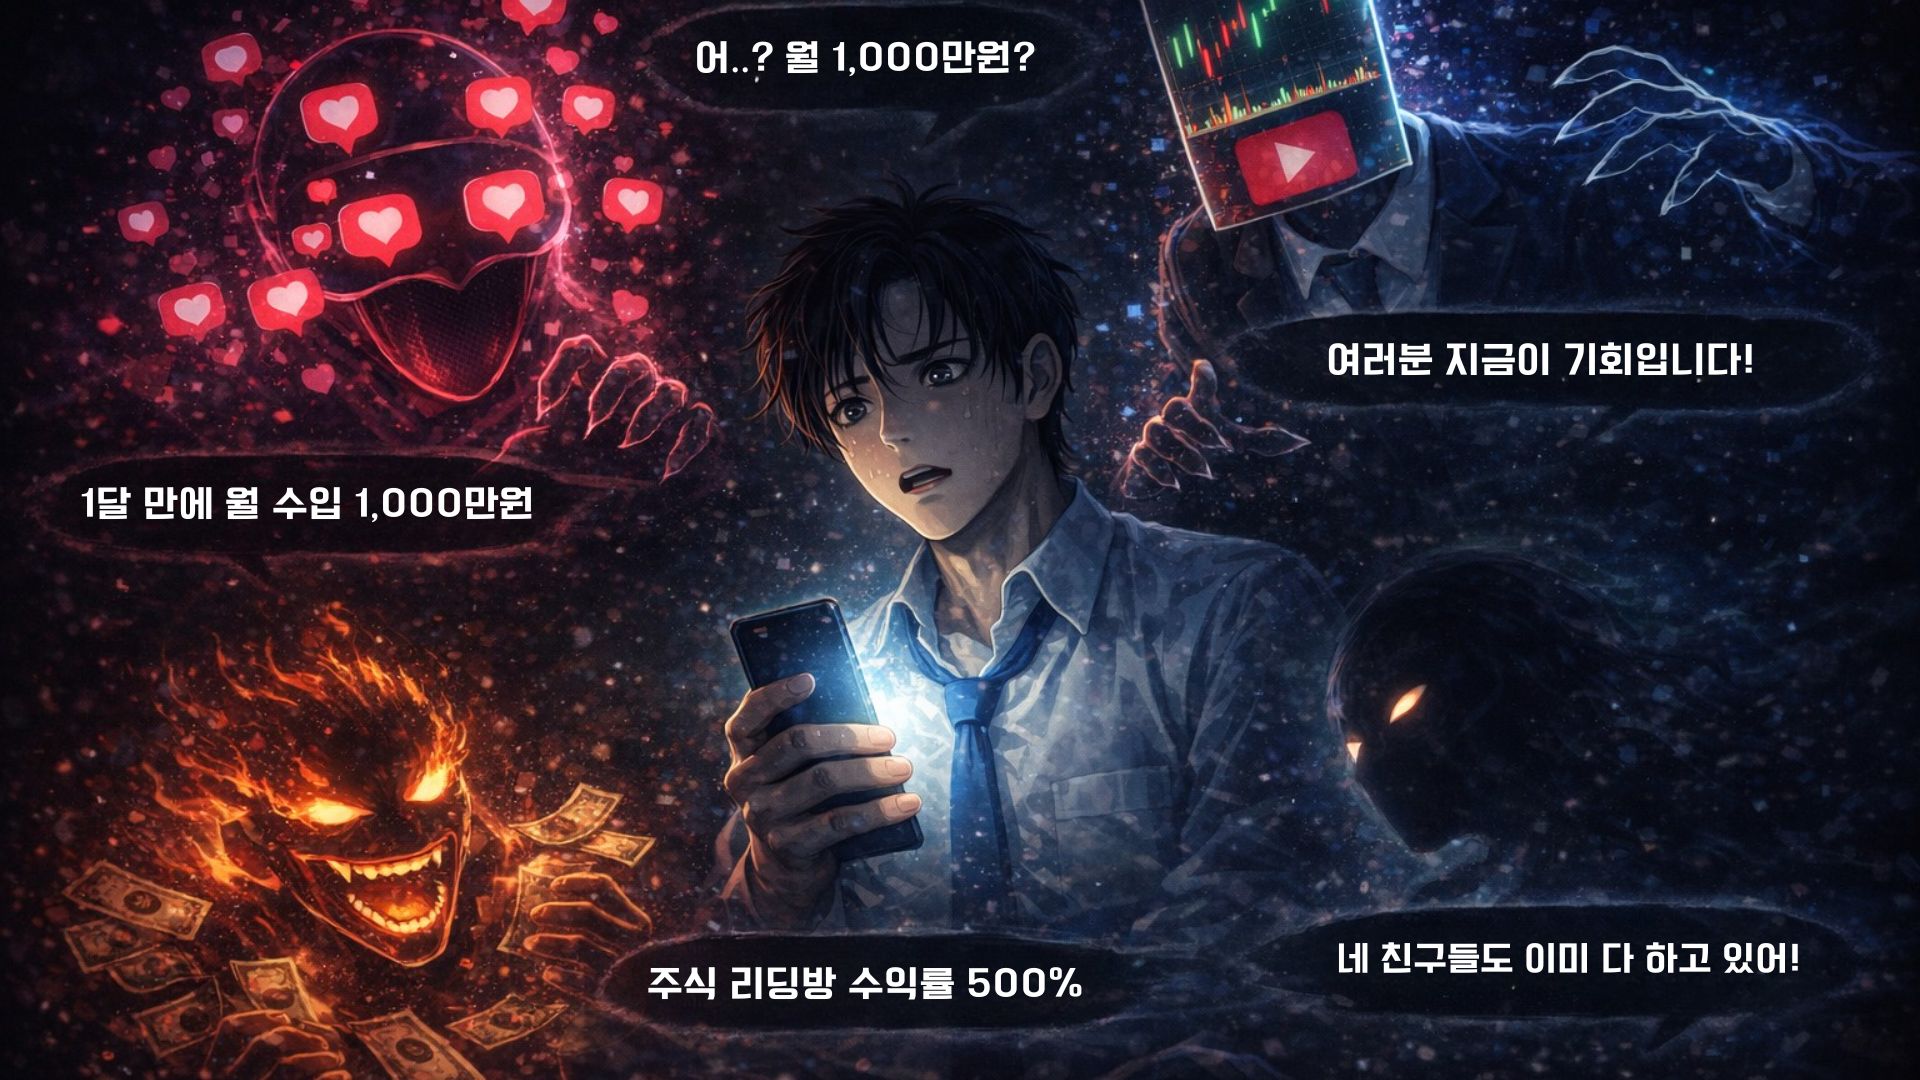 어..? 월 1,000만원?
여러분 지금이 기회입니다!
1달 만에 월 수입 1,000만원
네 친구들도 이미 다 하고 있어!
주식 리딩방 수익률 500%